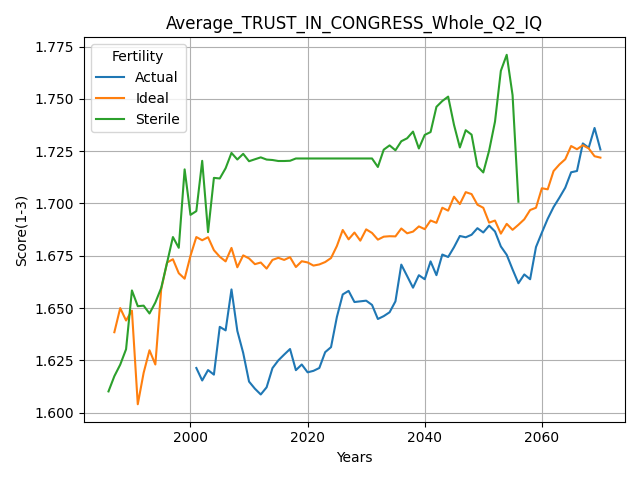 Average_TRUST_IN_CONGRESS_Whole_Q2_IQ
1.775
1.750
1.725
1.700
1.675
1.650
1.625
1.600
Score(1-3)
Fertility
Actual
Ideal
Sterile
2000
2020
2040
2060
Years